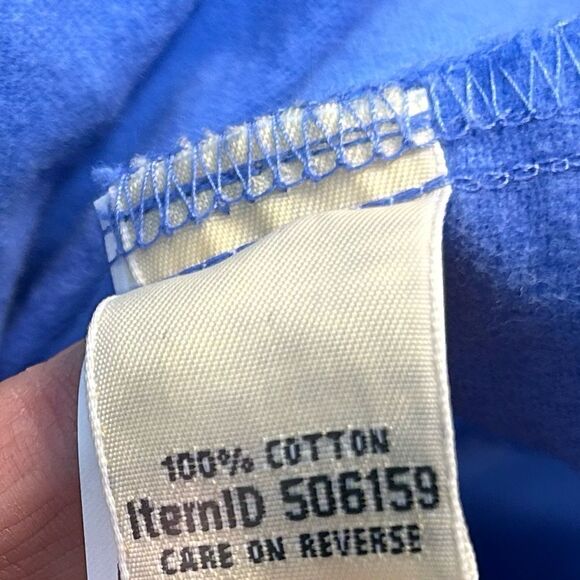 100% COTTON
ItemID 506159
CARE ON REVERSE